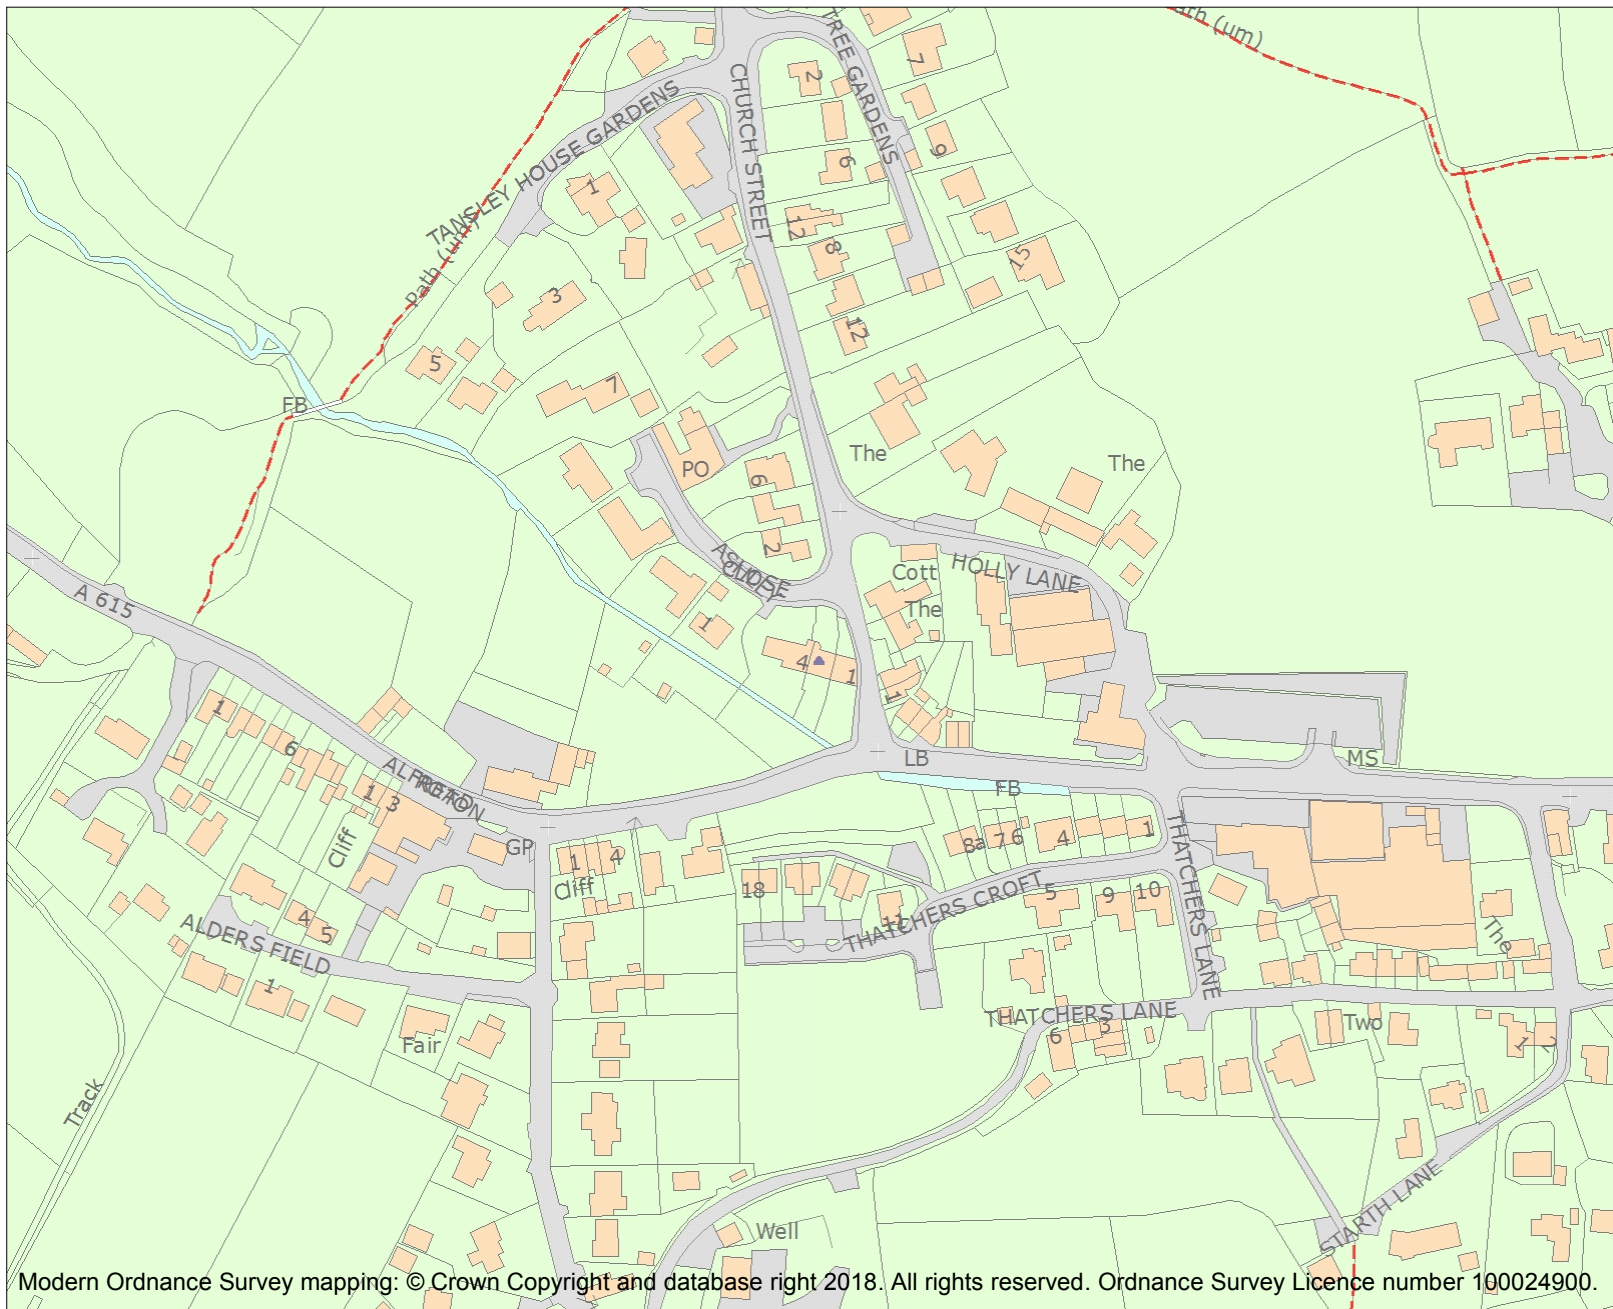 Path (um)
TREE GARDENS
7
2
CHURCH STREET
TANSLEY HOUSE GARDENS
9
6
1
12
8
15
Path (um)
3
12
5
7
FB
The
The
PO
6
2
HOLLY LANE
Cott
The
A 615
1
4
1
1
1
6
LB
MS
FB
ALFRETON
ROAD
1
3
Cliff
GP
1
4
Cliff
8a
7
6
4
1
THATCHERS LANE
18
11
THATCHERS CROFT
5
9
10
4
5
ALDERS FIELD
1
The
THATCHERS LANE
6
3
Two
1
2
Fair
Track
STARTH LANE
Well
Modern Ordnance Survey mapping: © Crown Copyright and database right 2018. All rights reserved. Ordnance Survey Licence number 100024900.